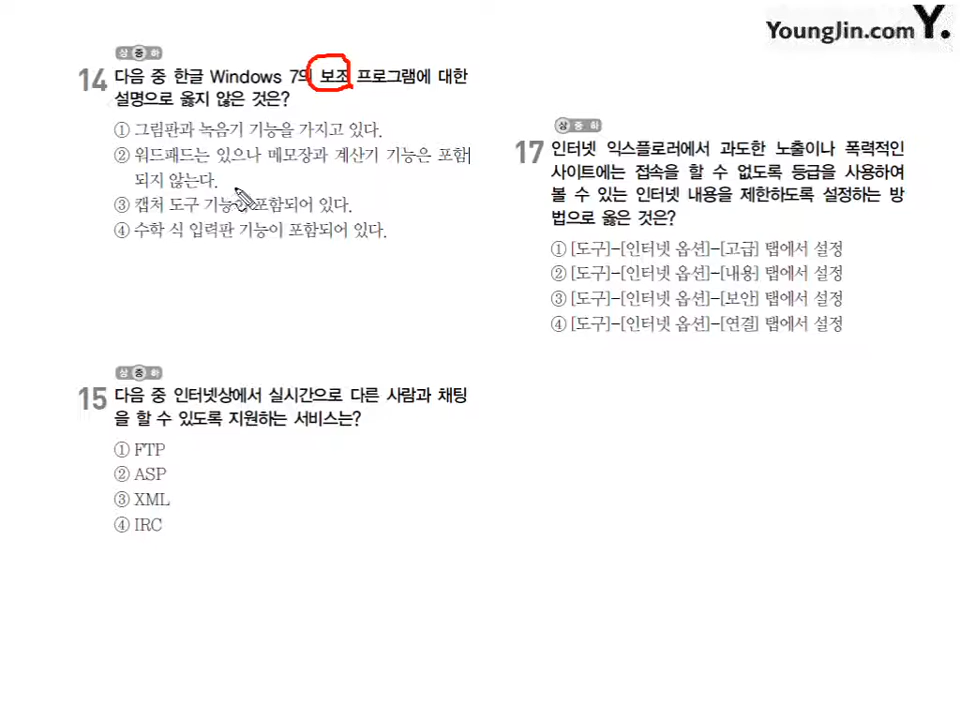 YoungJin.com Y.
상 중 하
14 다음 중 한글 Windows 7의 보조 프로그램에 대한
설명으로 옳지 않은 것은?
① 그림판과 녹음기 기능을 가지고 있다.
② 워드패드는 있으나 메모장과 계산기 기능은 포함
되지 않는다.
③ 캡처 도구 기능이 포함되어 있다.
④ 수학 식 입력판 기능이 포함되어 있다.
상 중 하
15 다음 중 인터넷상에서 실시간으로 다른 사람과 채팅
을 할 수 있도록 지원하는 서비스는?
① FTP
② ASP
③ XML
④ IRC
상 중 하
17 인터넷 익스플로러에서 과도한 노출이나 폭력적인
사이트에는 접속을 할 수 없도록 등급을 사용하여
볼 수 있는 인터넷 내용을 제한하도록 설정하는 방
법으로 옳은 것은?
① [도구]-[인터넷 옵션]-[고급] 탭에서 설정
② [도구]-[인터넷 옵션]-[내용] 탭에서 설정
③ [도구]-[인터넷 옵션]-[보안] 탭에서 설정
④ [도구]-[인터넷 옵션]-[연결] 탭에서 설정